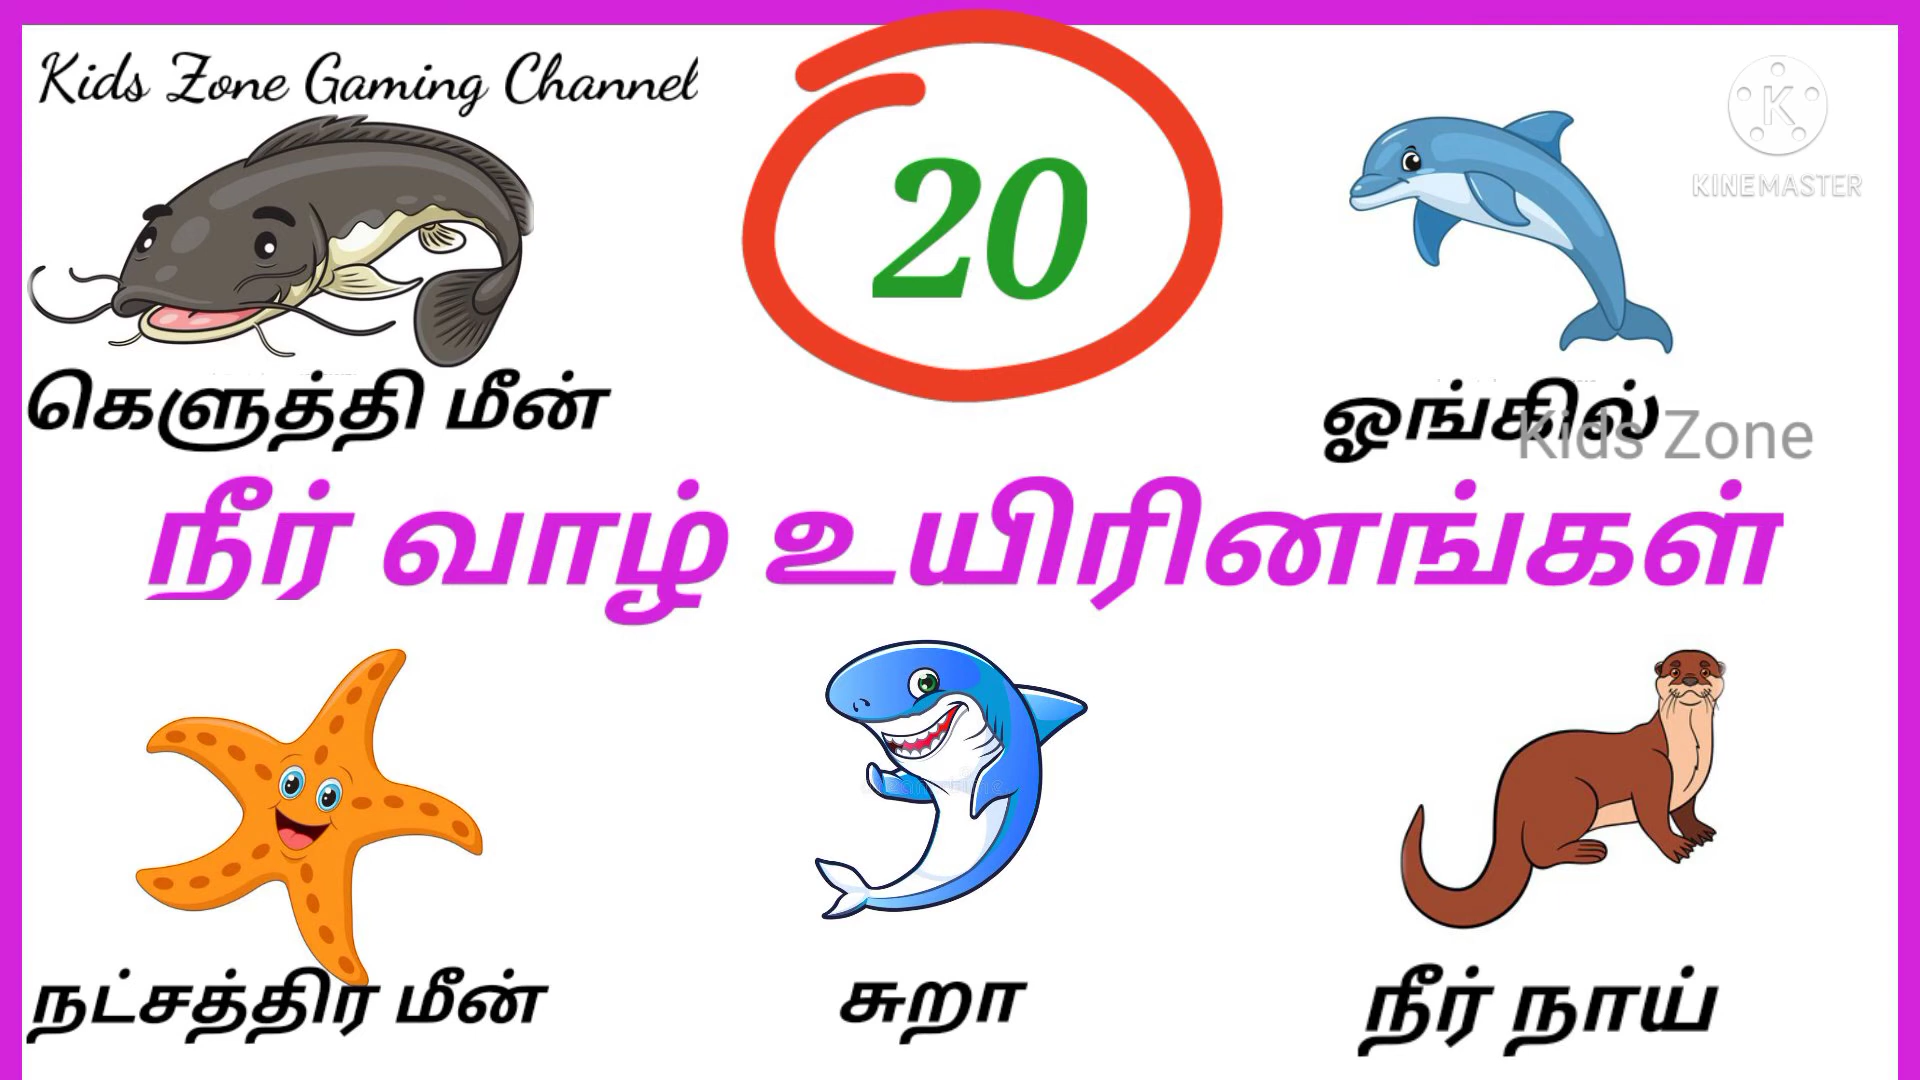 Kids Zone Gaming Channel
20
KINEMASTER
கெளுத்தி மீன்
ஓங்கில்
Kids Zone
நீர் வாழ் உயிரினங்கள்
நட்சத்திர மீன்
சுறா
நீர் நாய்